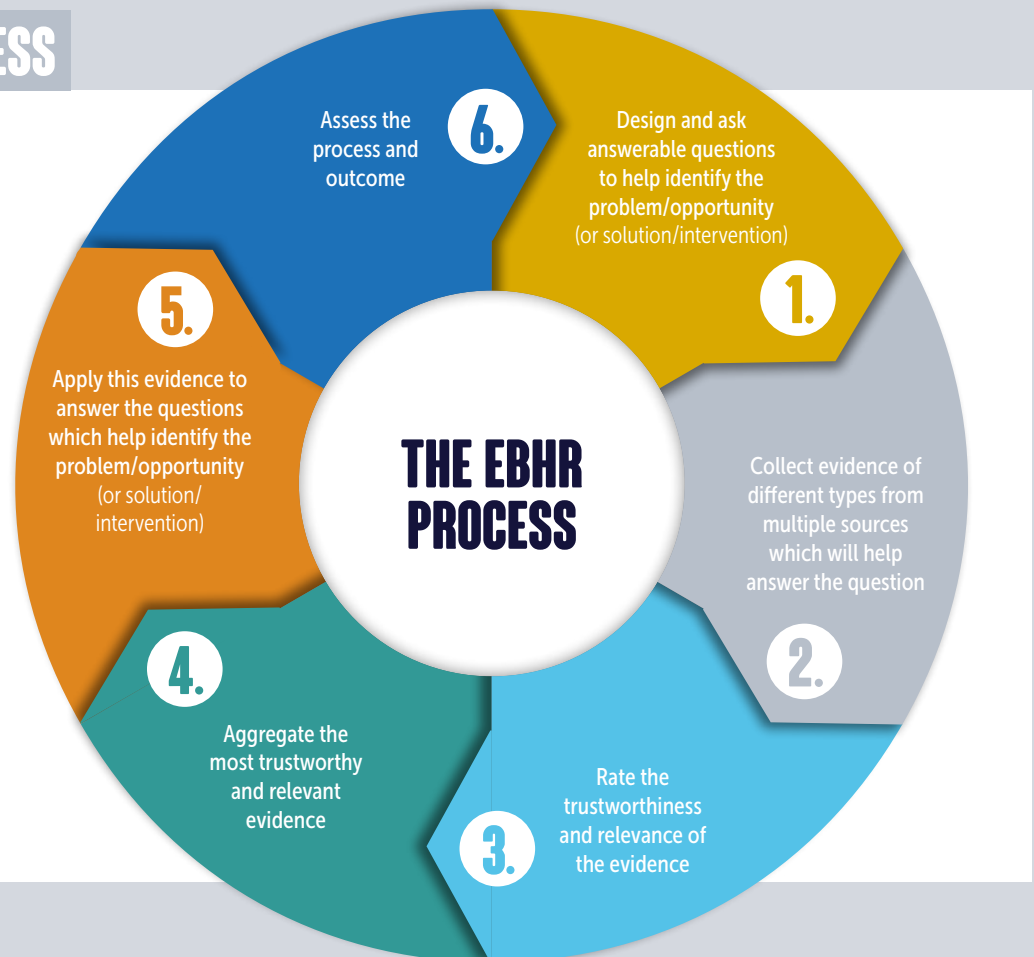 ESS
6.
Assess the
process and
outcome
Design and ask
answerable questions
to help identify the
problem/opportunity
(or solution/intervention)
1.
Collect evidence of
different types from
multiple sources
which will help
answer the question
2.
Rate the
trustworthiness
and relevance of
the evidence
3.
4.
Aggregate the
most trustworthy
and relevant
evidence
5.
Apply this evidence to
answer the questions
which help identify the
problem/opportunity
(or solution/
intervention)
THE EBHR
PROCESS